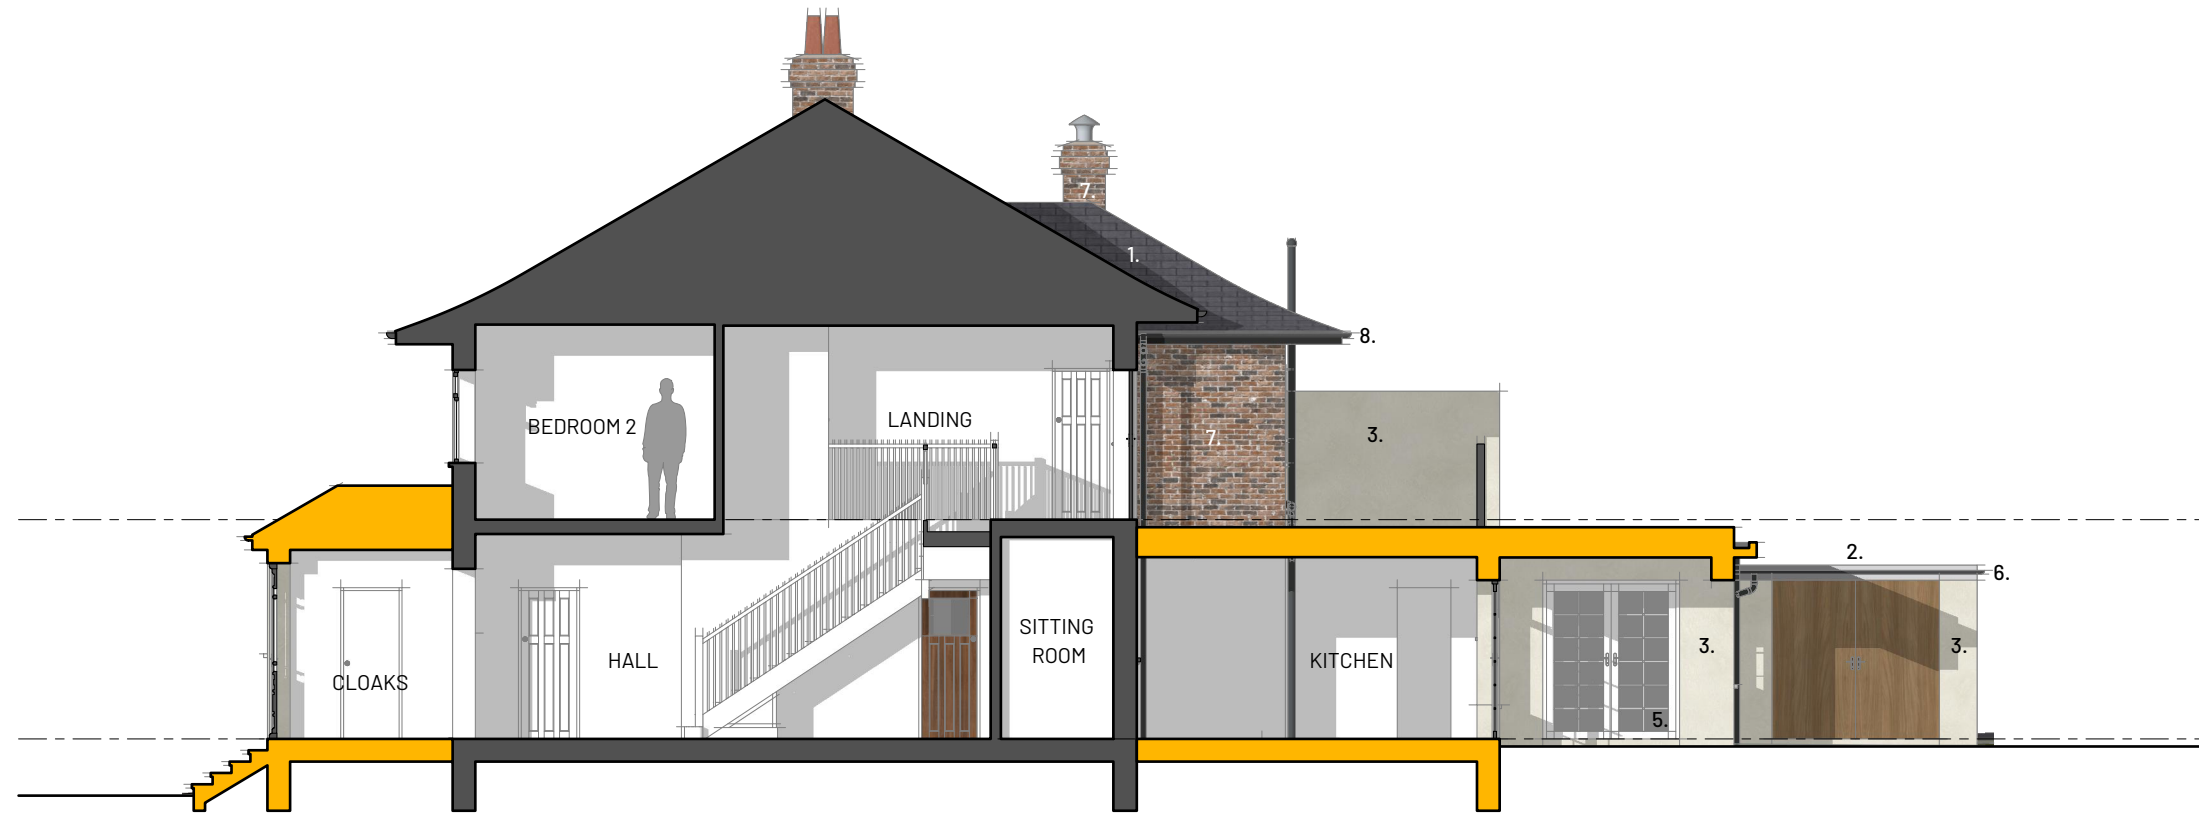 7.
1.
8.
BEDROOM 2
LANDING
3.
7.
2.
6.
CLOAKS
HALL
SITTING
ROOM
KITCHEN
3.
3.
5.